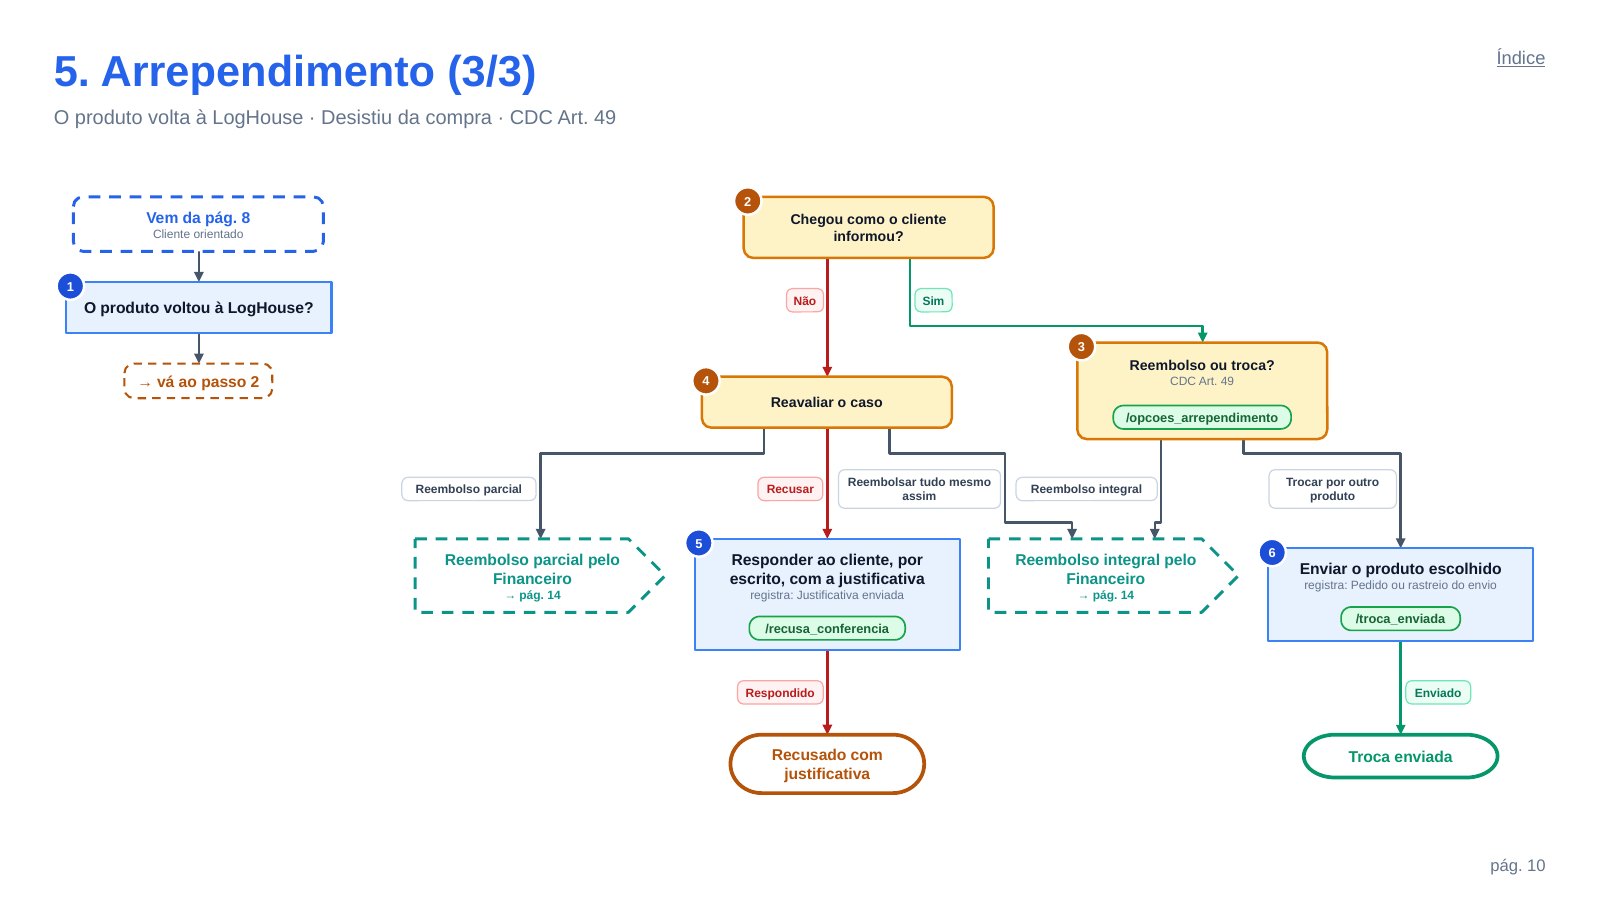 5. Arrependimento (3/3)
Índice
O produto volta à LogHouse · Desistiu da compra · CDC Art. 49
Vem da pág. 8
Cliente orientado
1
O produto voltou à LogHouse?
→ vá ao passo 2
2
Chegou como o cliente
informou?
Não
Sim
3
Reembolso ou troca?
CDC Art. 49
/opcoes_arrependimento
4
Reavaliar o caso
Reembolso parcial
Recusar
Reembolsar tudo mesmo
assim
Reembolso integral
Trocar por outro
produto
Reembolso parcial pelo
Financeiro
→ pág. 14
5
Responder ao cliente, por
escrito, com a justificativa
registra: Justificativa enviada
/recusa_conferencia
Reembolso integral pelo
Financeiro
→ pág. 14
6
Enviar o produto escolhido
registra: Pedido ou rastreio do envio
/troca_enviada
Respondido
Enviado
Recusado com
justificativa
Troca enviada
pág. 10